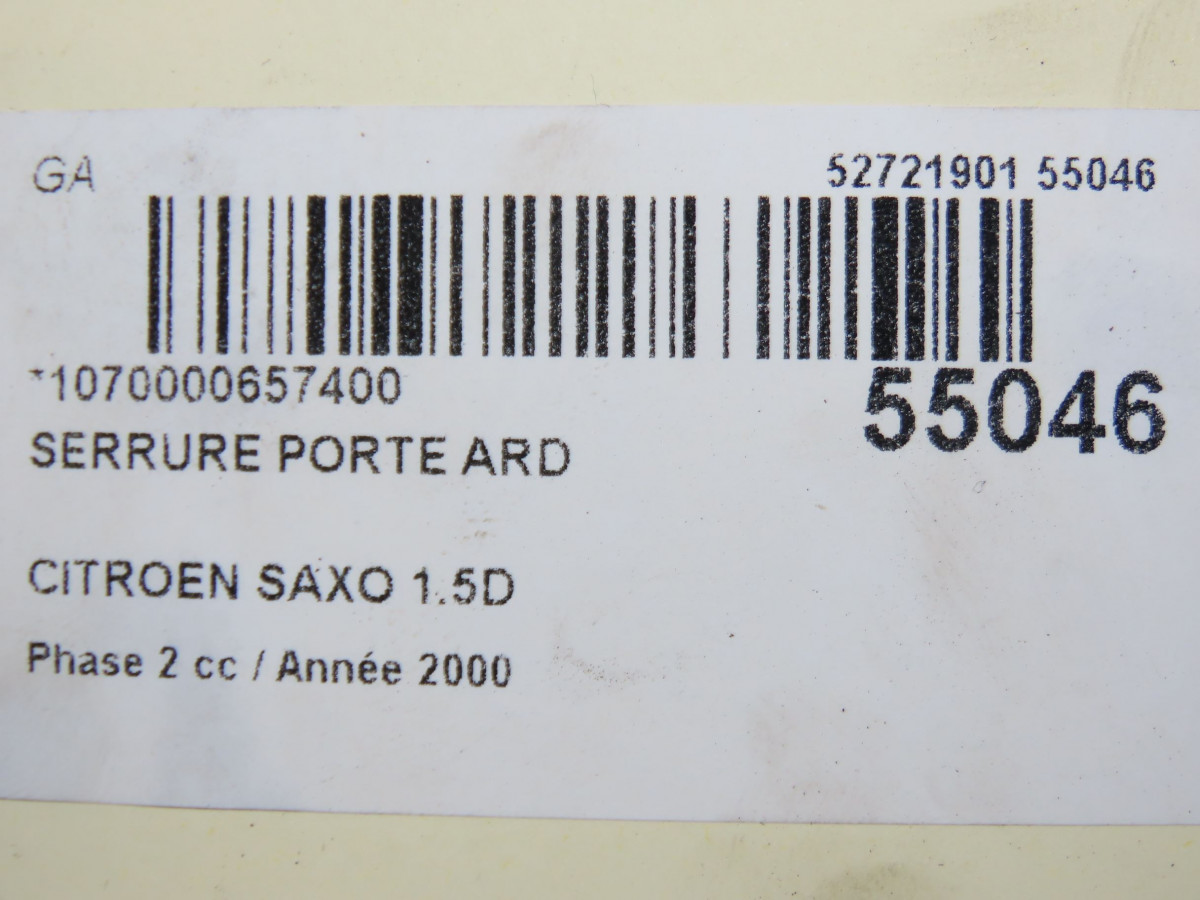 GA
52721901 55046
*1070000657400
55046
SERRURE PORTE ARD
CITROEN SAXO 1.5D
Phase 2 cc / Année 2000